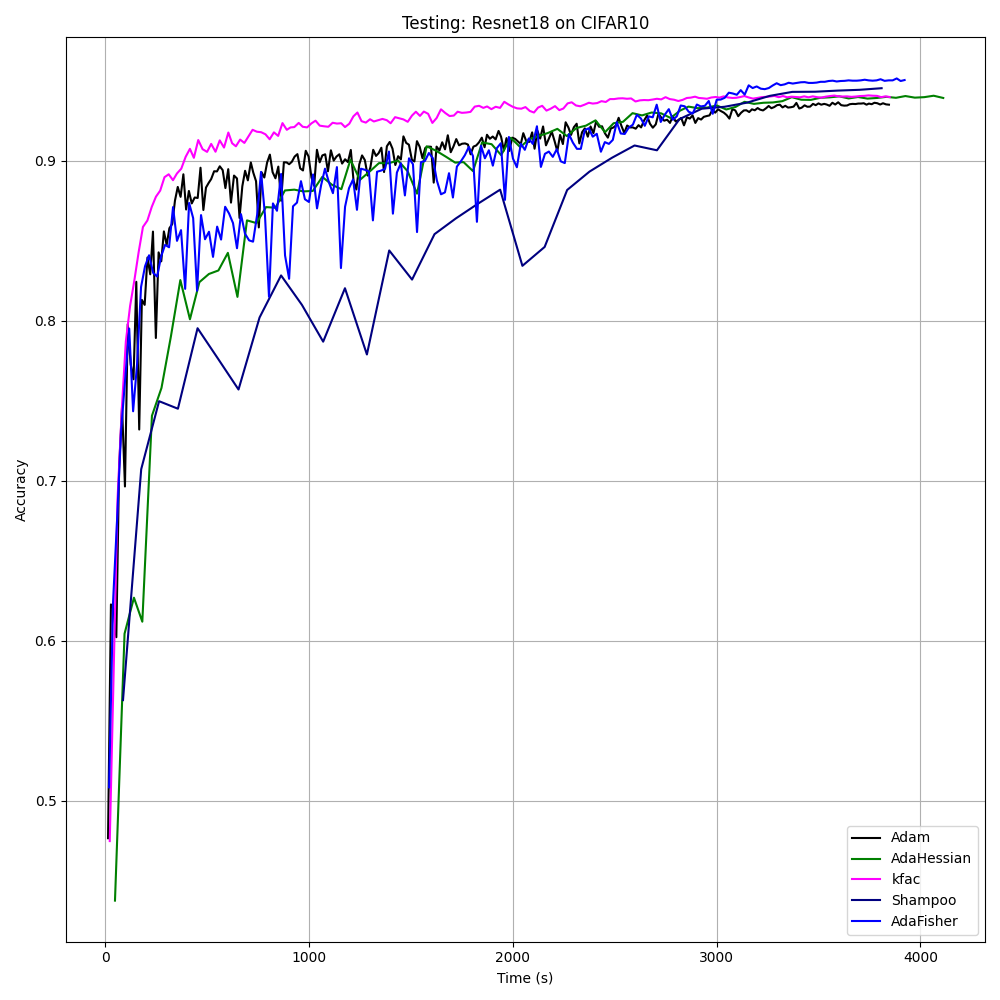 Testing: Resnet18 on CIFAR10
Accuracy
0.9
0.8
0.7
0.6
0.5
0
1000
2000
3000
4000
Time (s)
Adam
AdaHessian
kfac
Shampoo
AdaFisher